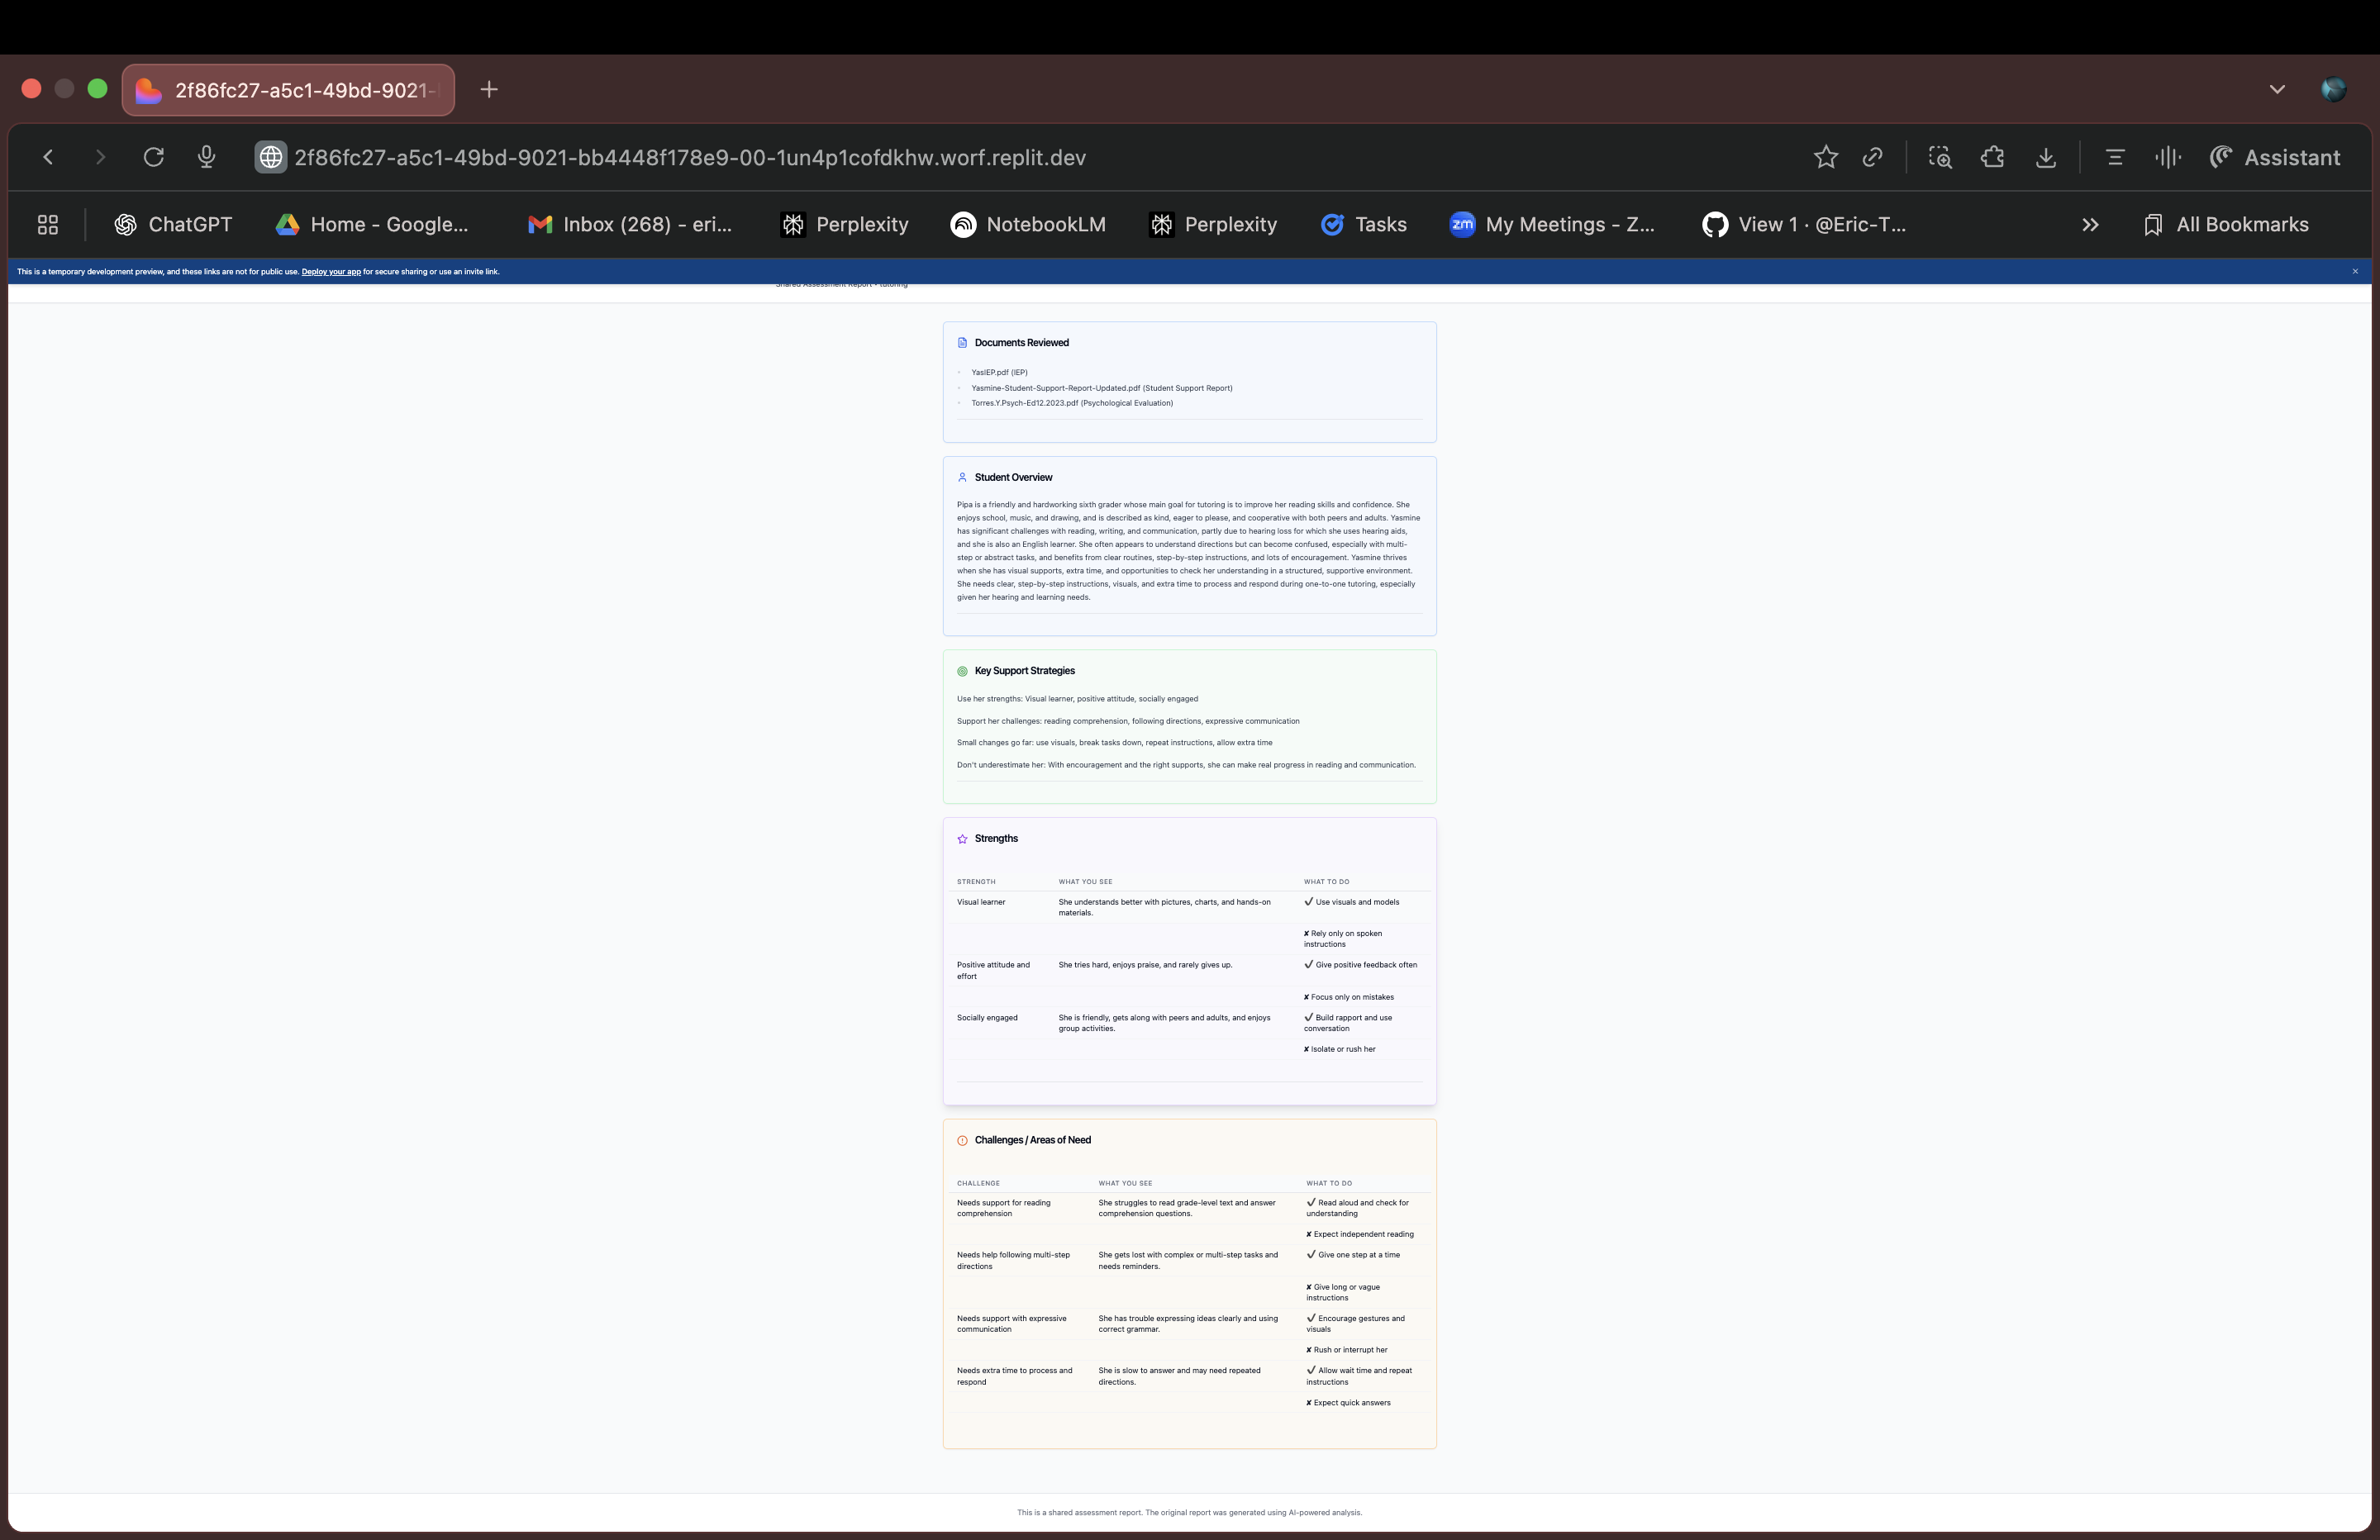 2f86fc27-a5c1-49bd-9021-
2f86fc27-a5c1-49bd-9021-bb4448f178e9-00-1un4p1cofdkhw.worf.replit.dev
Assistant
ChatGPT
Home - Google...
Inbox (268) - eri...
Perplexity
NotebookLM
Perplexity
Tasks
zm
My Meetings - Z...
View 1 · @Eric-T...
All Bookmarks
This is a temporary development preview, and these links are not for public use. Deploy your app for secure sharing or use an invite link.
Shared Assessment Report • tutoring
Documents Reviewed
YasIEP.pdf (IEP)
Yasmine-Student-Support-Report-Updated.pdf (Student Support Report)
Torres.Y.Psych-Ed12.2023.pdf (Psychological Evaluation)
Student Overview
Pipa is a friendly and hardworking sixth grader whose main goal for tutoring is to improve her reading skills and confidence. She
enjoys school, music, and drawing, and is described as kind, eager to please, and cooperative with both peers and adults. Yasmine
has significant challenges with reading, writing, and communication, partly due to hearing loss for which she uses hearing aids,
and she is also an English learner. She often appears to understand directions but can become confused, especially with multi-
step or abstract tasks, and benefits from clear routines, step-by-step instructions, and lots of encouragement. Yasmine thrives
when she has visual supports, extra time, and opportunities to check her understanding in a structured, supportive environment.
She needs clear, step-by-step instructions, visuals, and extra time to process and respond during one-to-one tutoring, especially
given her hearing and learning needs.
Key Support Strategies
Use her strengths: Visual learner, positive attitude, socially engaged
Support her challenges: reading comprehension, following directions, expressive communication
Small changes go far: use visuals, break tasks down, repeat instructions, allow extra time
Don't underestimate her: With encouragement and the right supports, she can make real progress in reading and communication.
Strengths
STRENGTH WHAT YOU SEE WHAT TO DO
Visual learner She understands better with pictures, charts, and hands-on ✓ Use visuals and models
materials.
✘ Rely only on spoken
instructions
Positive attitude and She tries hard, enjoys praise, and rarely gives up. ✓ Give positive feedback often
effort
✘ Focus only on mistakes
Socially engaged She is friendly, gets along with peers and adults, and enjoys ✓ Build rapport and use
group activities. conversation
✘ Isolate or rush her
Challenges / Areas of Need
CHALLENGE WHAT YOU SEE WHAT TO DO
Needs support for reading She struggles to read grade-level text and answer ✓ Read aloud and check for
comprehension comprehension questions. understanding
✘ Expect independent reading
Needs help following multi-step She gets lost with complex or multi-step tasks and ✓ Give one step at a time
directions needs reminders.
✘ Give long or vague
instructions
Needs support with expressive She has trouble expressing ideas clearly and using ✓ Encourage gestures and
communication correct grammar. visuals
✘ Rush or interrupt her
Needs extra time to process and She is slow to answer and may need repeated ✓ Allow wait time and repeat
respond directions. instructions
✘ Expect quick answers
This is a shared assessment report. The original report was generated using AI-powered analysis.